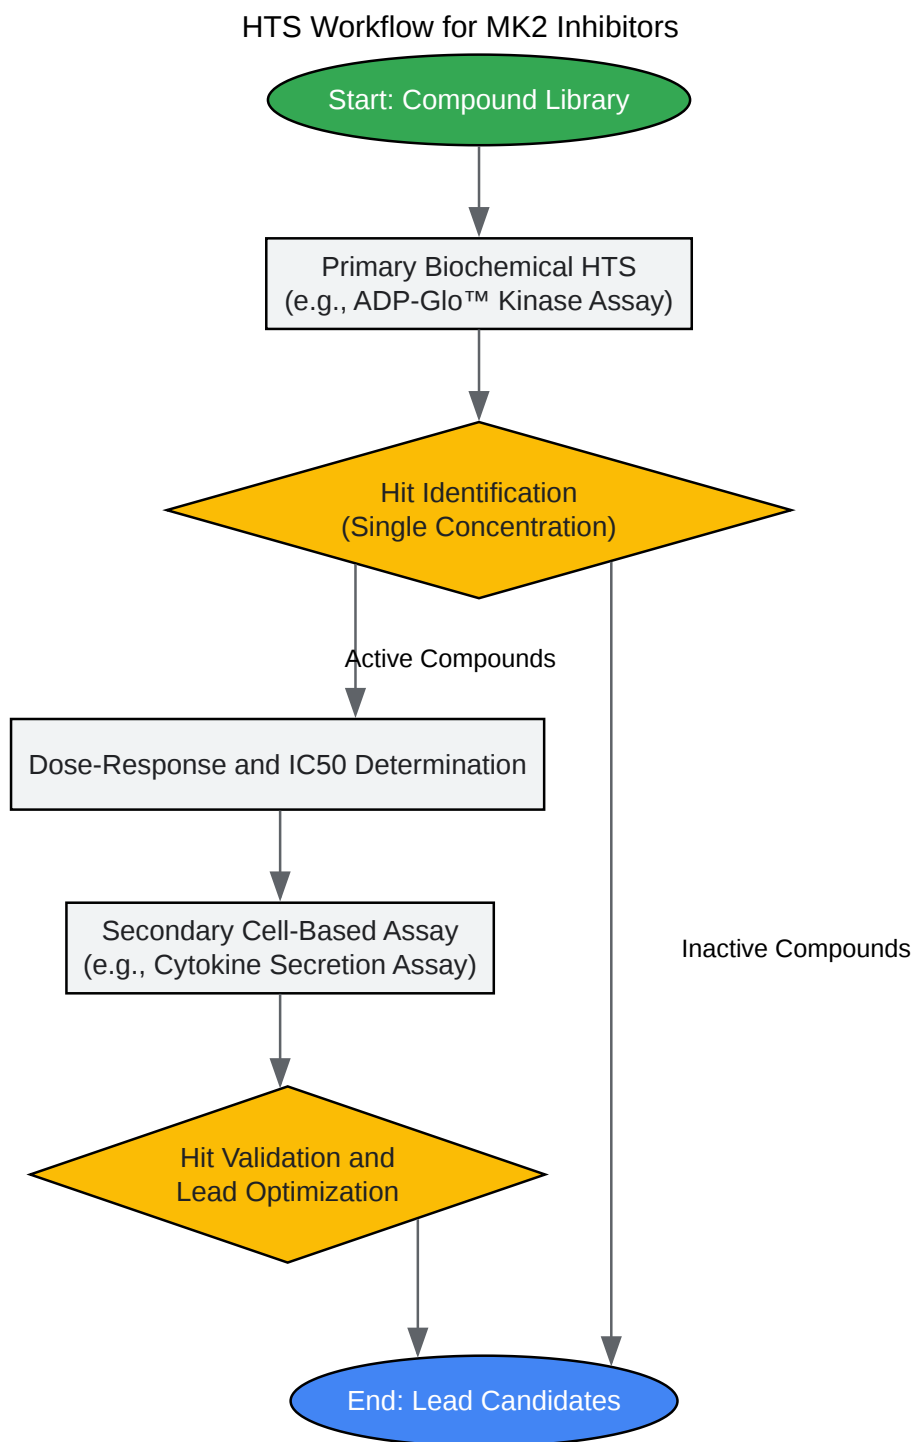 HTS Workflow for MK2 Inhibitors
Start: Compound Library
Primary Biochemical HTS
(e.g., ADP-Glo™ Kinase Assay)
Hit Identification
(Single Concentration)
Active Compounds
Dose-Response and IC50 Determination
Secondary Cell-Based Assay
(e.g., Cytokine Secretion Assay)
Inactive Compounds
Hit Validation and
Lead Optimization
End: Lead Candidates